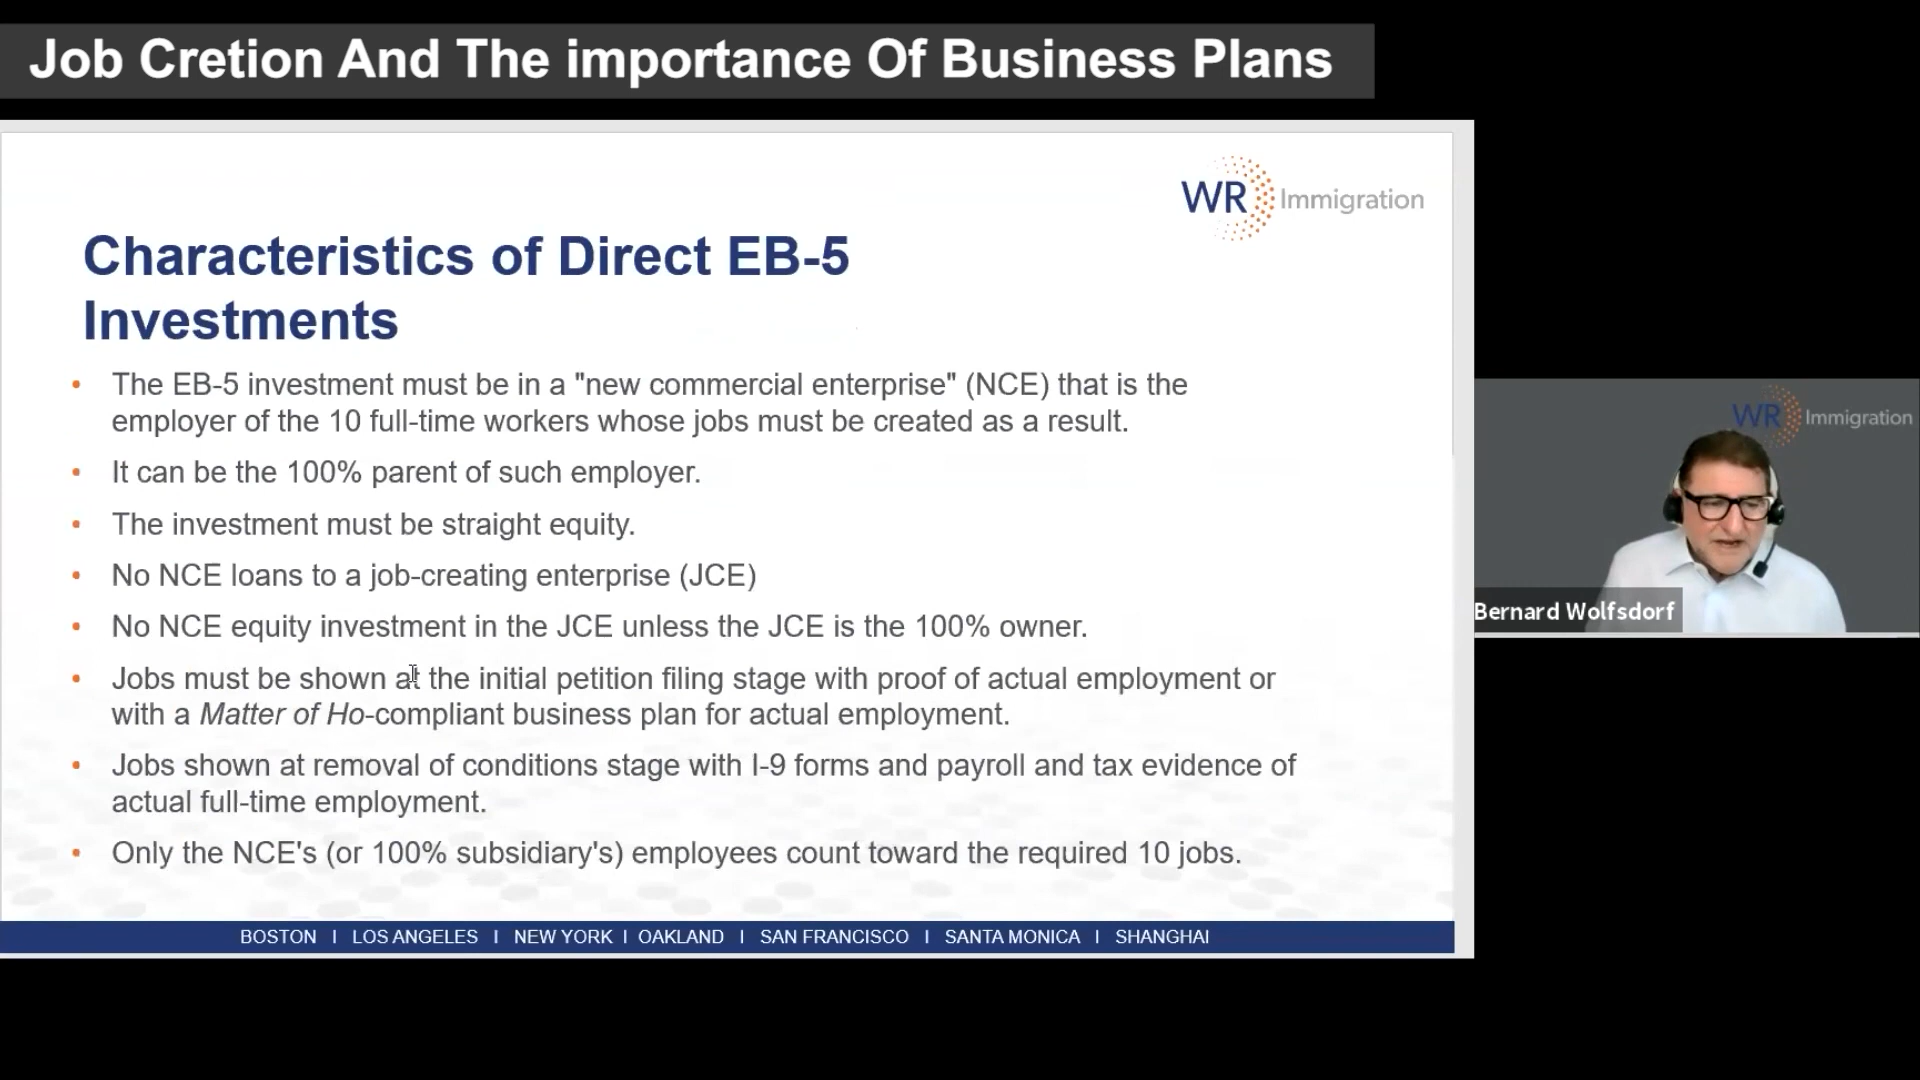 Job Cretion And The importance Of Business Plans
WR Immigration
Characteristics of Direct EB-5
Investments
• The EB-5 investment must be in a "new commercial enterprise" (NCE) that is the
employer of the 10 full-time workers whose jobs must be created as a result.
• It can be the 100% parent of such employer.
• The investment must be straight equity.
• No NCE loans to a job-creating enterprise (JCE)
• No NCE equity investment in the JCE unless the JCE is the 100% owner.
• Jobs must be shown at the initial petition filing stage with proof of actual employment or
with a Matter of Ho-compliant business plan for actual employment.
• Jobs shown at removal of conditions stage with I-9 forms and payroll and tax evidence of
actual full-time employment.
• Only the NCE's (or 100% subsidiary's) employees count toward the required 10 jobs.
BOSTON I LOS ANGELES I NEW YORK I OAKLAND I SAN FRANCISCO I SANTA MONICA I SHANGHAI
WR Immigration
Bernard Wolfsdorf